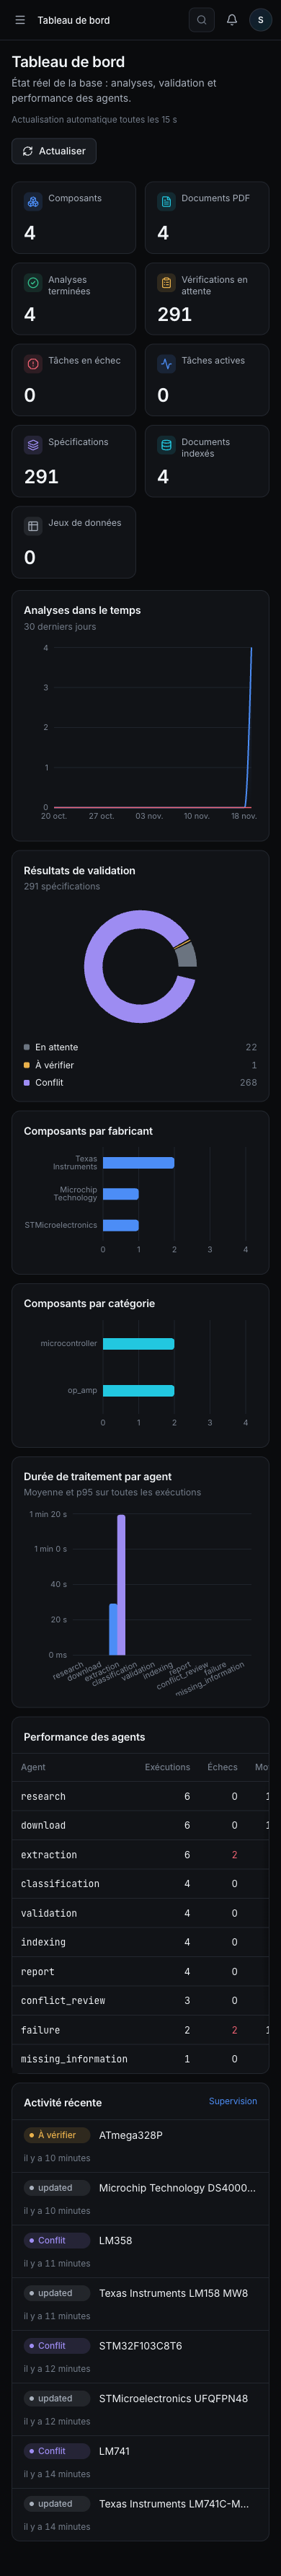 Tableau de bord
S
Tableau de bord
État réel de la base : analyses, validation et
performance des agents.
Actualisation automatique toutes les 15 s
Actualiser
Composants
4
Documents PDF
4
Analyses
terminées
4
Vérifications en
attente
291
Tâches en échec
0
Tâches actives
0
Spécifications
291
Documents
indexés
4
Jeux de données
0
Analyses dans le temps
30 derniers jours
4
3
2
1
0
20 oct. 27 oct. 03 nov. 10 nov. 18 nov.
Résultats de validation
291 spécifications
En attente 22
À vérifier 1
Conflit 268
Composants par fabricant
Texas
Instruments
Microchip
Technology
STMicroelectronics
0 1 2 3 4
Composants par catégorie
microcontroller
op_amp
0 1 2 3 4
Durée de traitement par agent
Moyenne et p95 sur toutes les exécutions
1 min 20 s
1 min 0 s
40 s
20 s
0 ms
research download extraction classification validation indexing report conflict_review failure missing_information
Performance des agents
Agent Exécutions Échecs Mo
research 6 0 1
download 6 0 1
extraction 6 2
classification 4 0
validation 4 0
indexing 4 0
report 4 0
conflict_review 3 0
failure 2 2 1
missing_information 1 0
Activité récente Supervision
À vérifier ATmega328P
il y a 10 minutes
updated Microchip Technology DS4000...
il y a 10 minutes
Conflit LM358
il y a 11 minutes
updated Texas Instruments LM158 MW8
il y a 11 minutes
Conflit STM32F103C8T6
il y a 12 minutes
updated STMicroelectronics UFQFPN48
il y a 12 minutes
Conflit LM741
il y a 14 minutes
updated Texas Instruments LM741C-M...
il y a 14 minutes